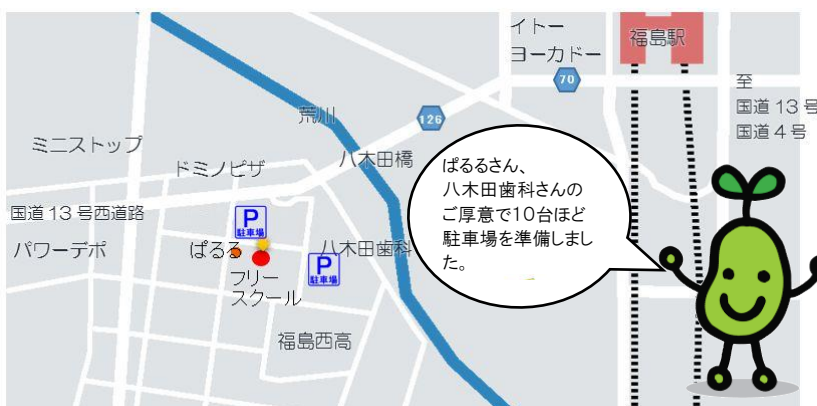 イトー
ヨーカドー
福島駅
70
至
国道13号
国道4号
荒川
126
ミニストップ
ドミノピザ
八木田橋
ぱるるさん、
八木田歯科さんの
ご厚意で10台ほど
駐車場を準備しまし
た。
国道13号西道路
P
駐車場
パワーデポ
ぱるる
八木田歯科
P
駐車場
フリー
スクール
福島西高